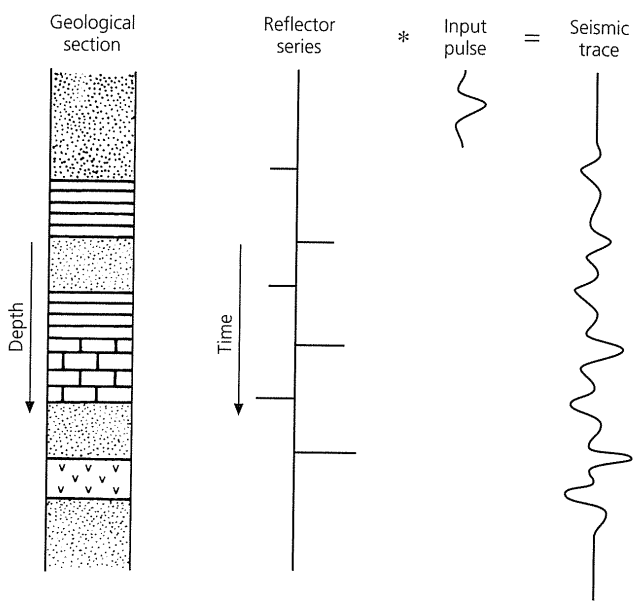 Geological
section
Reflector
series
*
Input
pulse
=
Seismic
trace
Depth
Time